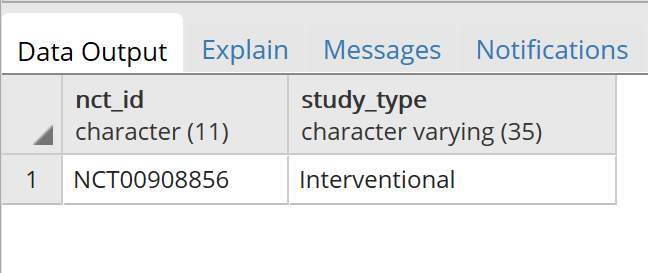 Data Output Explain Messages Notifications
nct_id study_type
character (11) character varying (35)
1 NCT00908856 Interventional